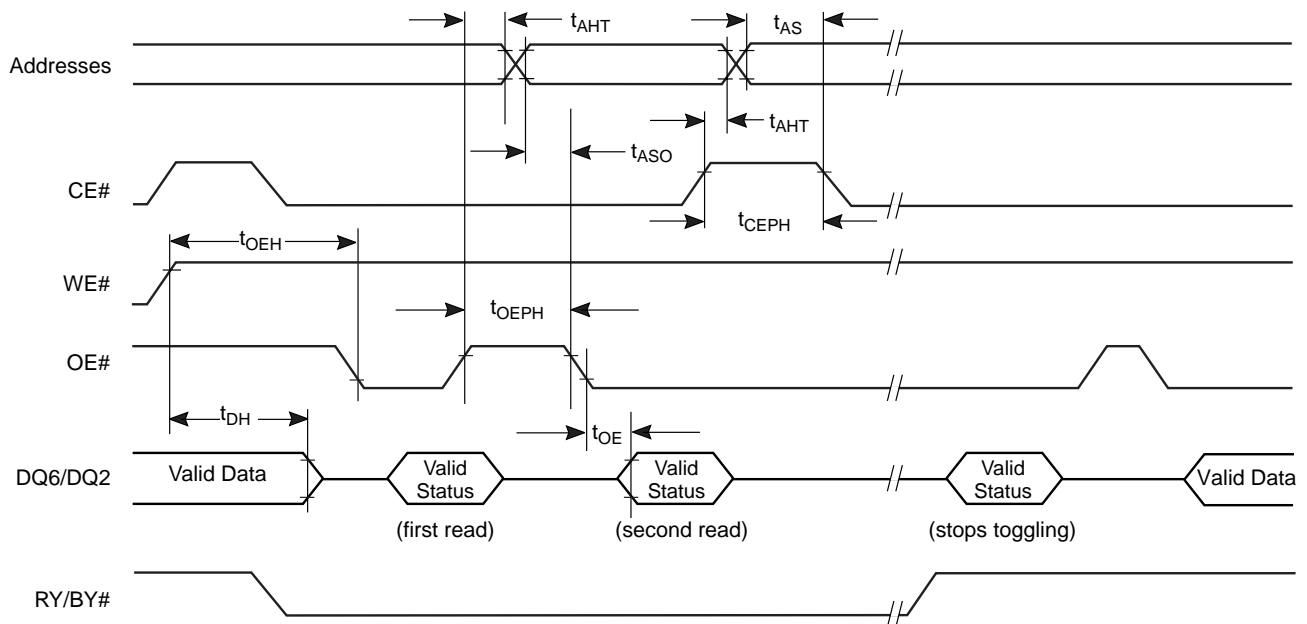 tAHT
tAS
Addresses
tAHT
tASO
CE#
tCEPH
tOEH
WE#
tOEPH
OE#
tDH
tOE
DQ6/DQ2
Valid Data
Valid
Status
Valid
Status
Valid
Status
Valid Data
(first read)
(second read)
(stops toggling)
RY/BY#